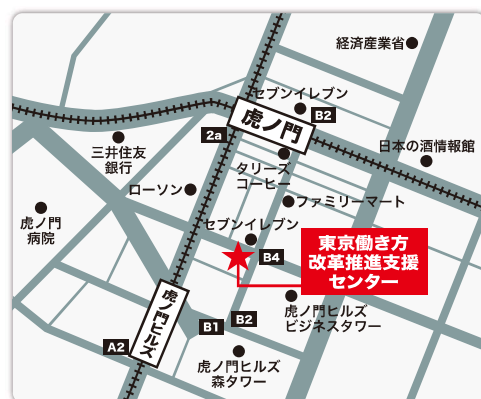 経済産業省
セブンイレブン
B2
虎ノ門
2a
日本の酒情報館
三井住友
銀行
タリーズ
コーヒー
ローソン
ファミリーマート
虎ノ門
病院
セブンイレブン
東京働き方
改革推進支援
センター
B4
虎ノ門ヒルズ
虎ノ門ヒルズ
ビジネスタワー
B2
B1
A2
虎ノ門ヒルズ
森タワー